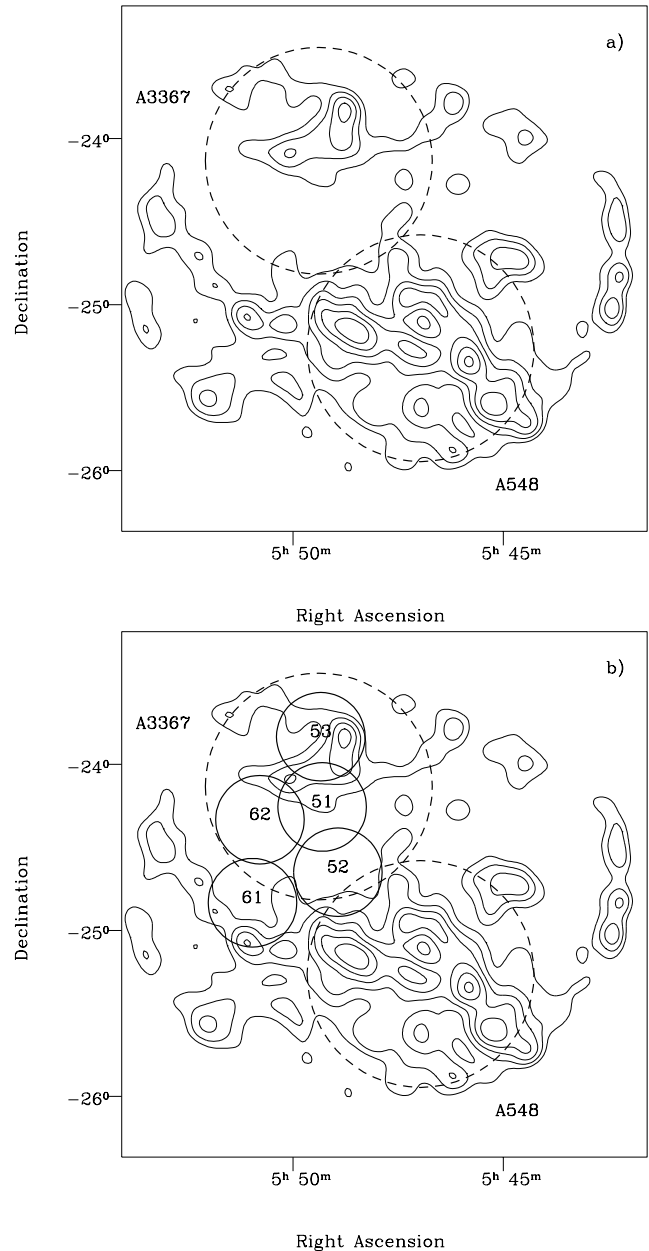 a)
A3367
−24⁰
−25⁰
−26⁰
Declination
A548
5ʰ 50ᵐ
5ʰ 45ᵐ
Right Ascension
b)
A3367
53
51
62
52
61
−24⁰
−25⁰
−26⁰
Declination
A548
5ʰ 50ᵐ
5ʰ 45ᵐ
Right Ascension